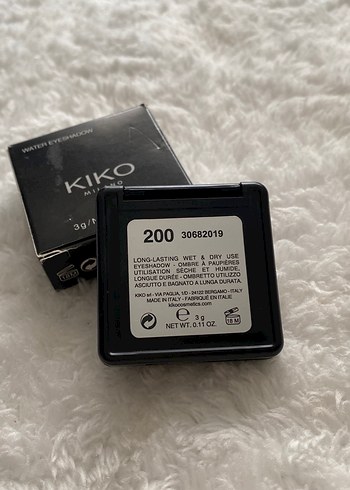 WATER EYESHADOW
KIKO
MILANO
3g/N
18M
200 30682019
LONG-LASTING WET & DRY USE
EYESHADOW - OMBRE À PAUPIÈRES
UTILISATION SÈCHE ET HUMIDE,
LONGUE DURÉE - OMBRETTO UTILIZZO
ASCIUTTO E BAGNATO A LUNGA DURATA.
KIKO srl - VIA PAGLIA, 1/D - 24122 BERGAMO - ITALY
MADE IN ITALY - FABRIQUÉ EN ITALIE
kikocosmetics.com
e 3 g
NET WT. 0.11 OZ.
18 M